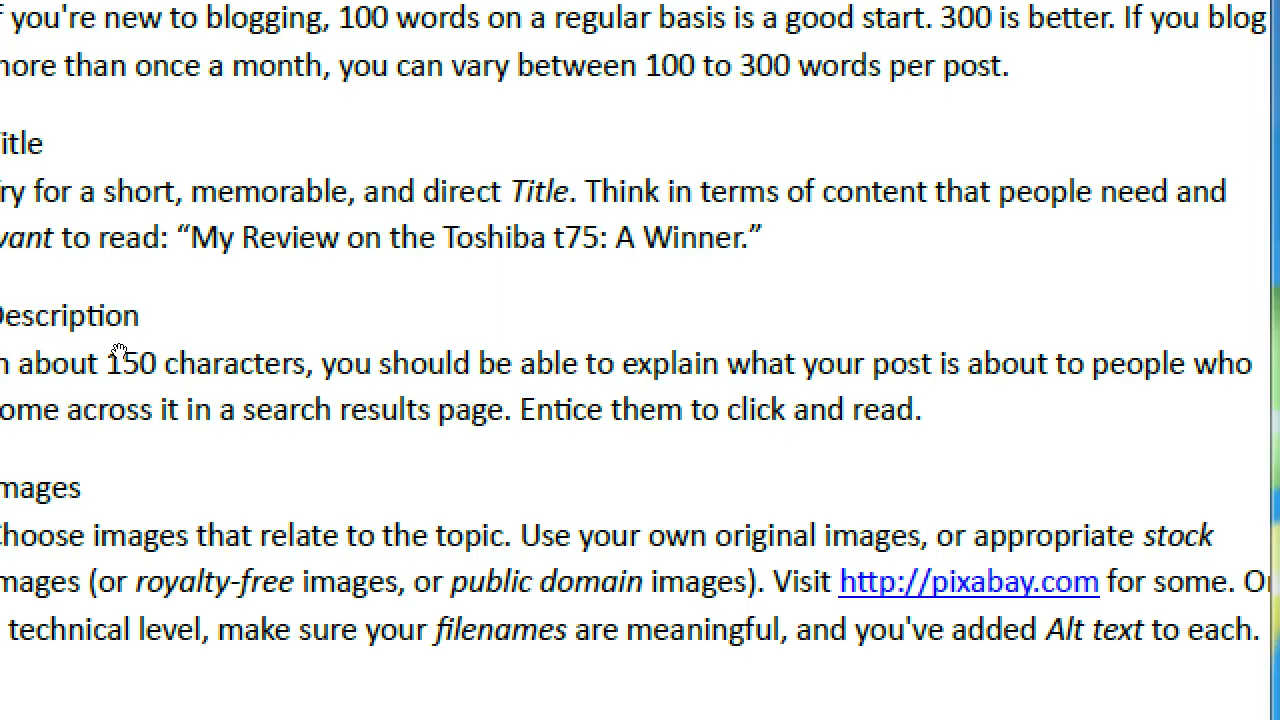 f you're new to blogging, 100 words on a regular basis is a good start. 300 is better. If you blog
more than once a month, you can vary between 100 to 300 words per post.
Title
Try for a short, memorable, and direct Title. Think in terms of content that people need and
want to read: “My Review on the Toshiba t75: A Winner.”
Description
n about 150 characters, you should be able to explain what your post is about to people who
ome across it in a search results page. Entice them to click and read.
mages
Choose images that relate to the topic. Use your own original images, or appropriate stock
mages (or royalty-free images, or public domain images). Visit http://pixabay.com for some. On
technical level, make sure your filenames are meaningful, and you've added Alt text to each.